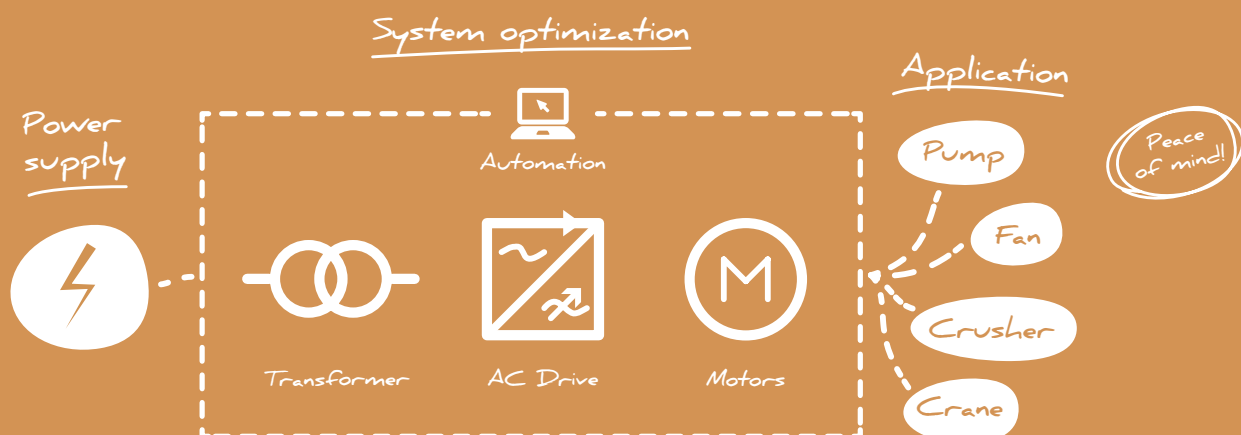 System optimization
Power
supply
Automation
Transformer
AC Drive
M
Motors
Application
Pump
Fan
Crusher
Crane
Peace
of mind!